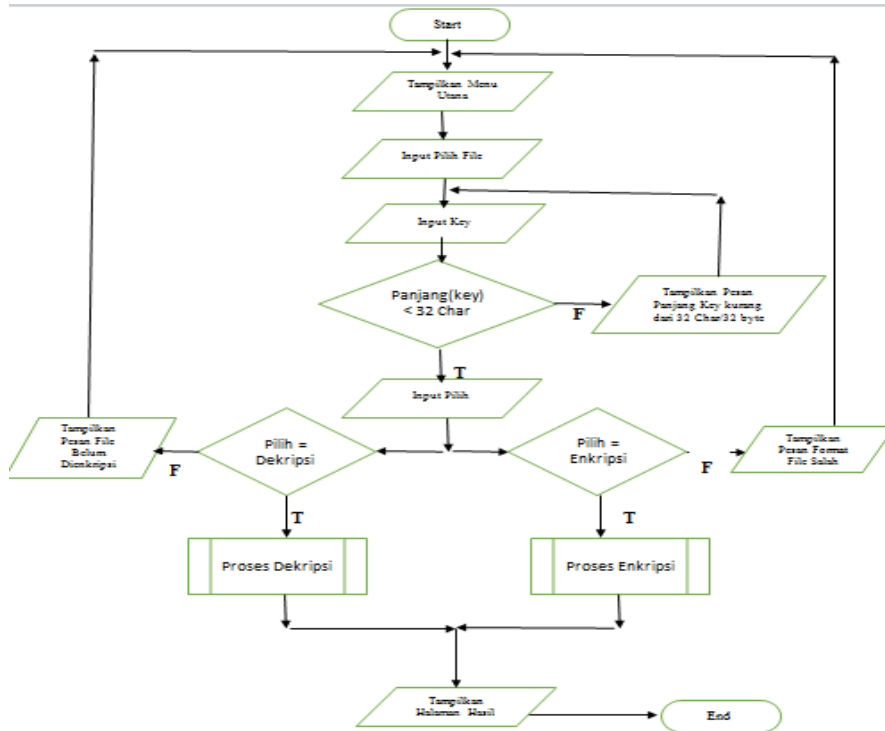 Start
Tampilkan Menu
Utana
Input Pilih File
Input Key
Panjang(key)
< 32 Char
F
Tampilkan Pesan
Panjang Key kurang
dari 32 Char/32 byte
T
Input Pilih
Tampilkan
Pesan File
Belum
Dienkripsi
F
Pilih =
Dekripsi
Pilih =
Enkripsi
F
Tampilkan
Pesan Format
File Salah
T
T
Proses Dekripsi
Proses Enkripsi
Tampilkan
Halaman Hasil
End